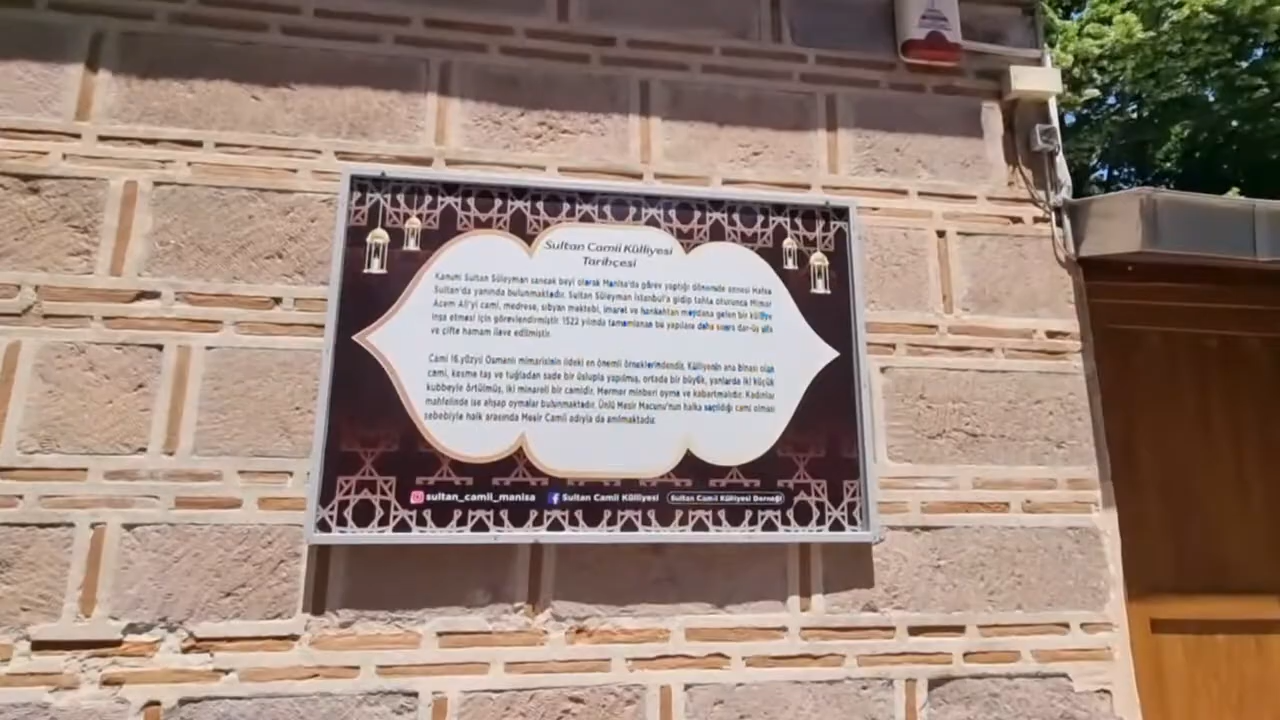 Sultan Camii Külliyesi
Tarihçesi
Kanuni Sultan Süleyman sancak beyi olarak Manisa'da görev yaptığı dönemde annesi Hafsa
Sultan'da yanında bulunmaktadır. Sultan Süleyman İstanbul'a gidip tahta oturunca Mimar
Acem Ali'yi cami, medrese, sıbyan mektebi, imaret ve hankahtan meydana gelen bir külliye
inşa etmesi için görevlendirmiştir. 1522 yılında tamamlanan bu yapılara daha sonra dar-üş şifa
ve çifte hamam ilave edilmiştir.
Cami 16.yüzyıl Osmanlı mimarisinin ildeki en önemli örneklerindendir. Külliyenin ana binası olan
cami, kesme taş ve tuğladan sade bir üslupla yapılmış, ortada bir büyük, yanlarda iki küçük
kubbeyle örtülmüş, iki minareli bir camidir. Mermer minberi oyma ve kabartmalıdır. Kadınlar
mahfelinde ise ahşap oymalar bulunmaktadır. Ünlü Mesir Macunu'nun halka saçıldığı cami olması
sebebiyle halk arasında Mesir Camii adıyla da anılmaktadır.
sultan_camii_manisa Sultan Camii Külliyesi Sultan Camii Külliyesi Derneği